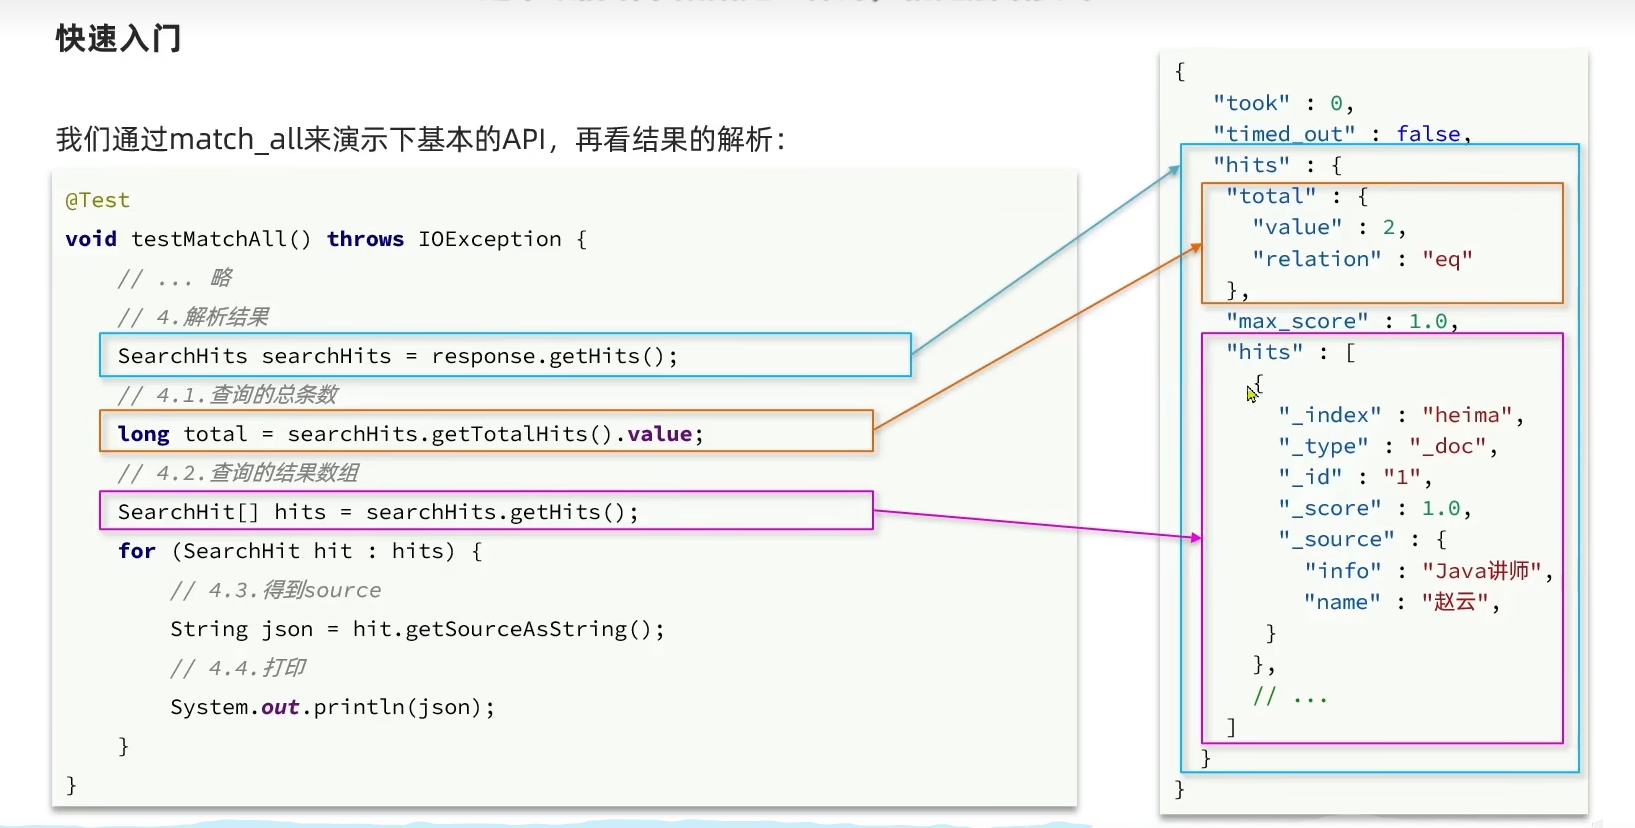 快速入门
我们通过match_all来演示下基本的API，再看结果的解析：
@Test
void testMatchAll() throws IOException {
// ... 略
// 4.解析结果
SearchHits searchHits = response.getHits();
// 4.1.查询的总条数
long total = searchHits.getTotalHits().value;
// 4.2.查询的结果数组
SearchHit[] hits = searchHits.getHits();
for (SearchHit hit : hits) {
// 4.3.得到source
String json = hit.getSourceAsString();
// 4.4.打印
System.out.println(json);
}
}
{
"took" : 0,
"timed_out" : false,
"hits" : {
"total" : {
"value" : 2,
"relation" : "eq"
},
"max_score" : 1.0,
"hits" : [
{
"_index" : "heima",
"_type" : "_doc",
"_id" : "1",
"_score" : 1.0,
"_source" : {
"info" : "Java讲师",
"name" : "赵云",
}
},
// ...
]
}
}